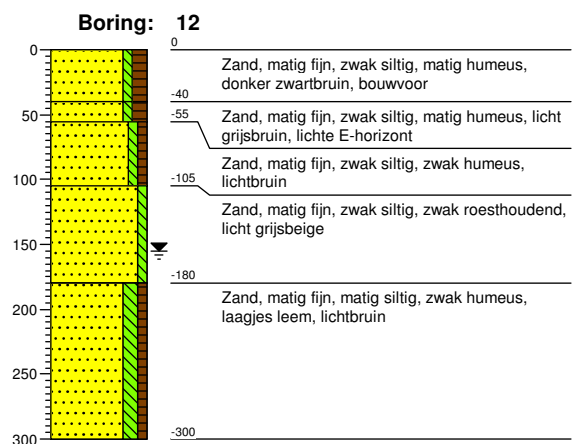 Boring: 12
0
50
100
150
200
250
300
0
Zand, matig fijn, zwak siltig, matig humeus,
donker zwartbruin, bouwvoor
-40
-55
Zand, matig fijn, zwak siltig, matig humeus, licht
grijsbruin, lichte E-horizont
Zand, matig fijn, zwak siltig, zwak humeus,
lichtbruin
-105
Zand, matig fijn, zwak siltig, zwak roesthoudend,
licht grijsbeige
-180
Zand, matig fijn, matig siltig, zwak humeus,
laagjes leem, lichtbruin
-300